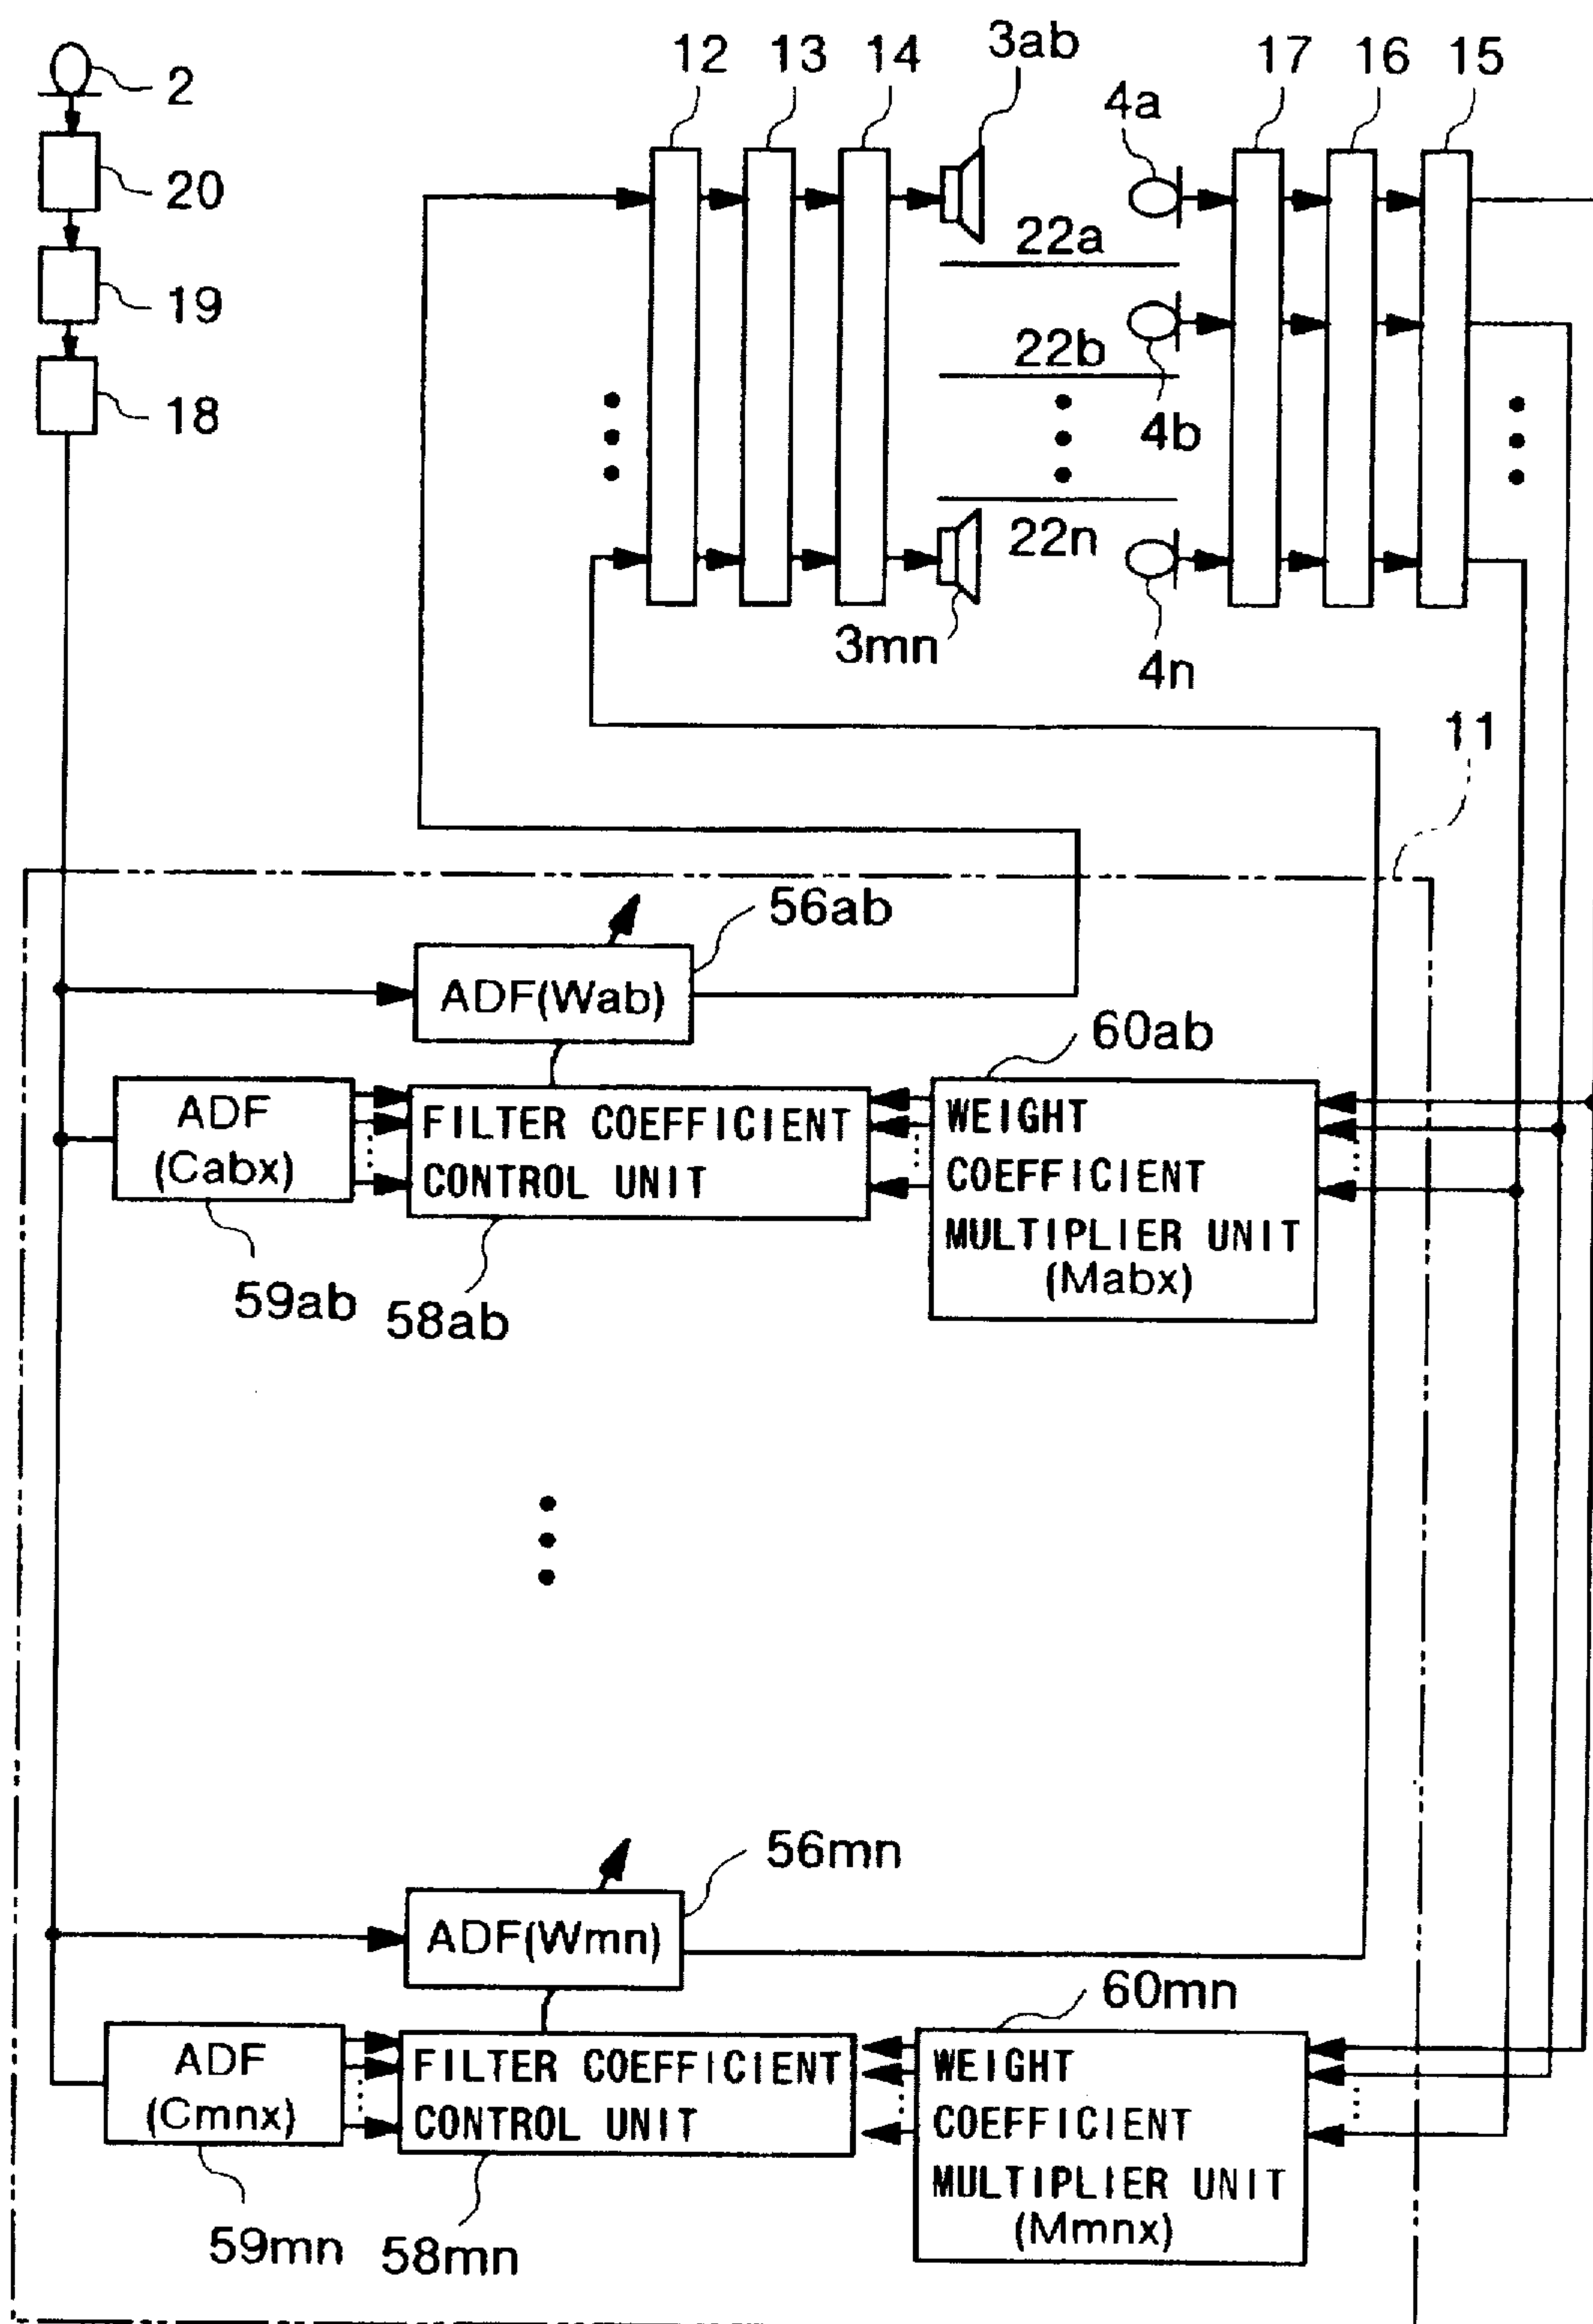 2
20
19
18
12
13
14
3ab
17
16
15
4a
22a
22b
4b
22n
3mn
4n
11
56ab
ADF(Wab)
60ab
ADF
(Cabx)
FILTER COEFFICIENT
CONTROL UNIT
WEIGHT
COEFFICIENT
MULTIPLIER UNIT
(Mabx)
59ab
58ab
56mn
ADF(Wmn)
60mn
ADF
(Cmnx)
FILTER COEFFICIENT
CONTROL UNIT
WEIGHT
COEFFICIENT
MULTIPLIER UNIT
(Mmnx)
59mn
58mn